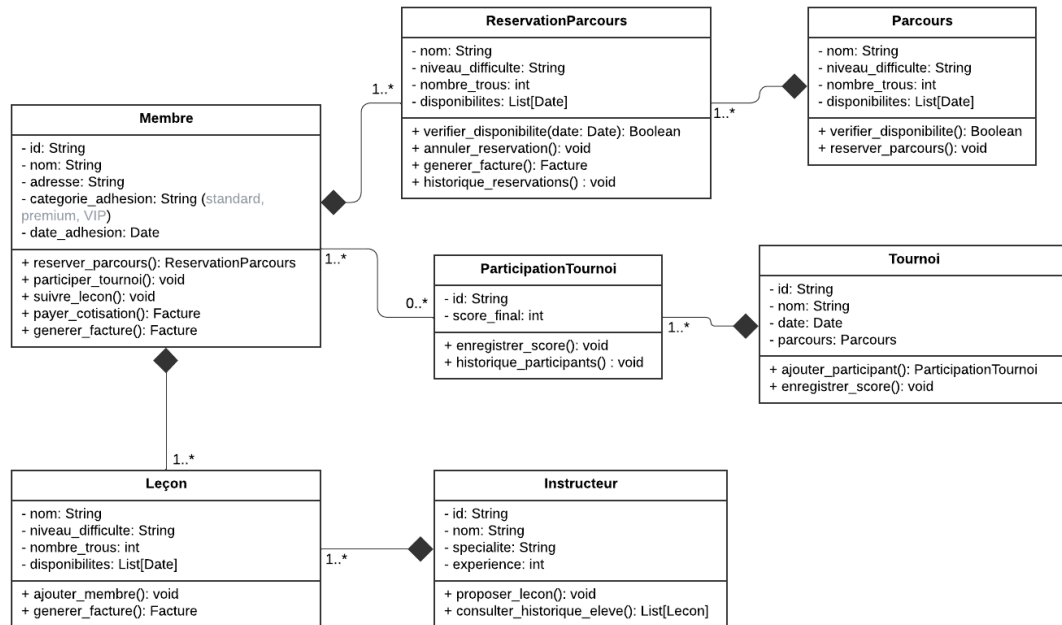 ReservationParcours
- nom: String
- niveau_difficulte: String
- nombre_trous: int
- disponibilites: List[Date]
+ verifier_disponibilite(date: Date): Boolean
+ annuler_reservation(): void
+ generer_facture(): Facture
+ historique_reservations() : void
Parcours
- nom: String
- niveau_difficulte: String
- nombre_trous: int
- disponibilites: List[Date]
+ verifier_disponibilite(): Boolean
+ reserver_parcours(): void
1..*
1..*
Membre
- id: String
- nom: String
- adresse: String
- categorie_adhesion: String (standard,
premium, VIP)
- date_adhesion: Date
+ reserver_parcours(): ReservationParcours
+ participer_tournoi(): void
+ suivre_lecon(): void
+ payer_cotisation(): Facture
+ generer_facture(): Facture
1..*
0..*
ParticipationTournoi
- id: String
- score_final: int
+ enregistrer_score(): void
+ historique_participants() : void
1..*
Tournoi
- id: String
- nom: String
- date: Date
- parcours: Parcours
+ ajouter_participant(): ParticipationTournoi
+ enregistrer_score(): void
1..*
Leçon
- nom: String
- niveau_difficulte: String
- nombre_trous: int
- disponibilites: List[Date]
+ ajouter_membre(): void
+ generer_facture(): Facture
1..*
Instructeur
- id: String
- nom: String
- specialite: String
- experience: int
+ proposer_lecon(): void
+ consulter_historique_eleve(): List[Lecon]